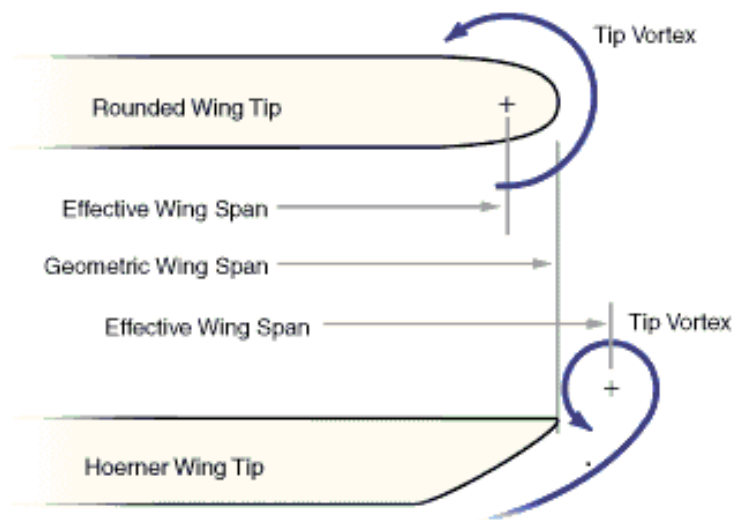 Tip Vortex
Rounded Wing Tip
Effective Wing Span
Geometric Wing Span
Effective Wing Span
Tip Vortex
Hoerner Wing Tip